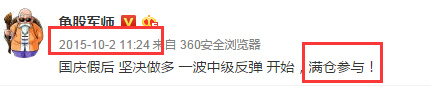 龟股军师
2015-10-2 11:24 来自 360安全浏览器
国庆假后 坚决做多 一波中级反弹 开始，满仓参与！